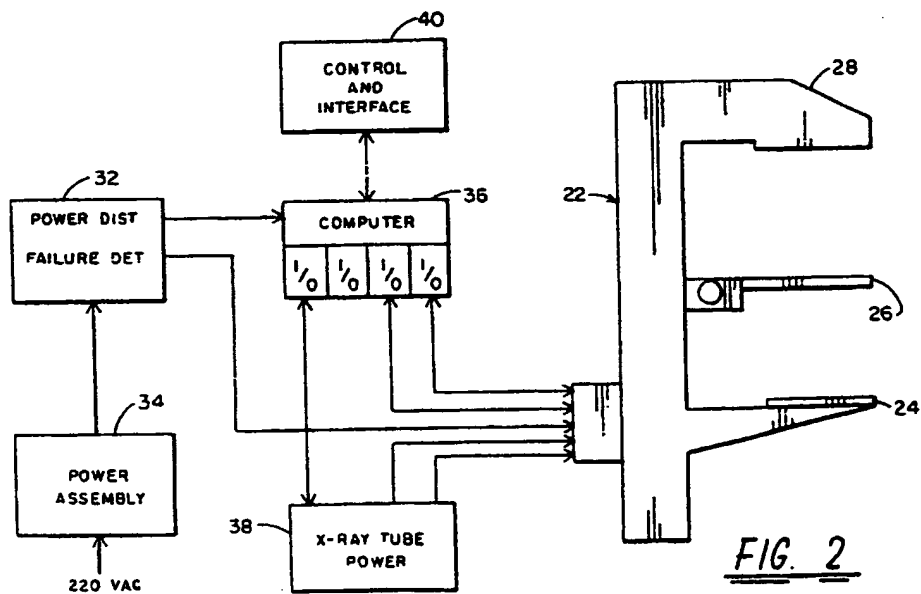 40
CONTROL
AND
INTERFACE
28
32
36
22
POWER DIST
FAILURE DET
COMPUTER
I/O I/O I/O I/O
26
34
24
POWER
ASSEMBLY
38
X-RAY TUBE
POWER
220 VAC
FIG. 2